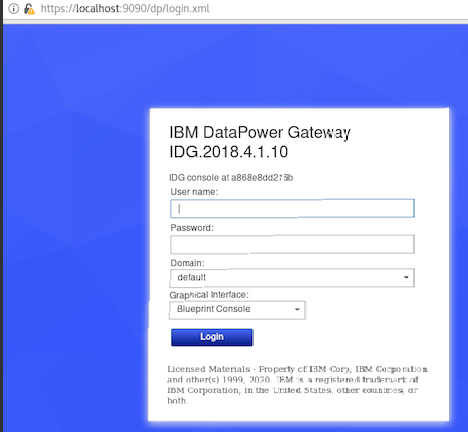 https://localhost:9090/dp/login.xml
IBM DataPower Gateway
IDG.2018.4.1.10
IDG console at a868e8dd215b
User name:
Password:
Domain:
default
Graphical Interface:
Blueprint Console
Login
Licensed Materials - Property of IBM Corp, IBM Corporation
and other(s) 1999, 2020. IBM is a registered trademark of
IBM Corporation, in the United States, other countries, or
both.